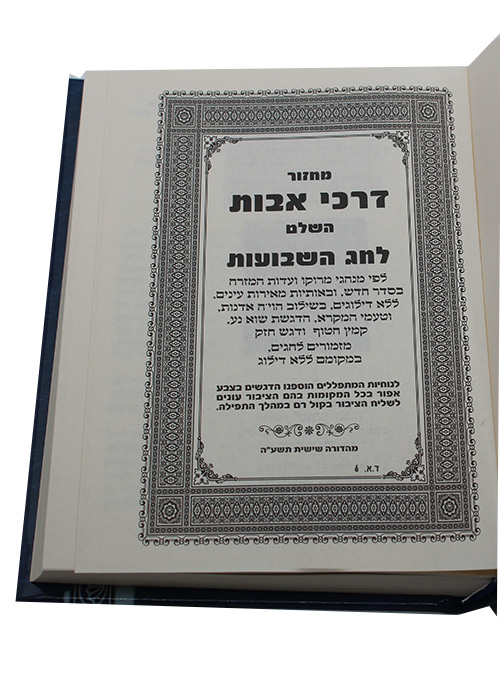 מחזור
דרכי אבות
השלם
לחג השבועות
לפי מנהגי מרוקו ועדות המזרח
בסדר חדש, ובאותיות מאירות עינים,
ללא דילוגים, בשילוב הוי״ה אדנות,
וטעמי המקרא, הדגשת שוא נע,
קמץ חטוף ודגש חזק
מזמורים לחגים,
במקומם ללא דילוג
לנוחיות המתפללים הוספנו הדגשים בצבע
אפור בכל המקומות בהם הציבור עונים
לשליח הציבור בקול רם במהלך התפילה.
מהדורה שישית תשע״ה
ד.א. 6